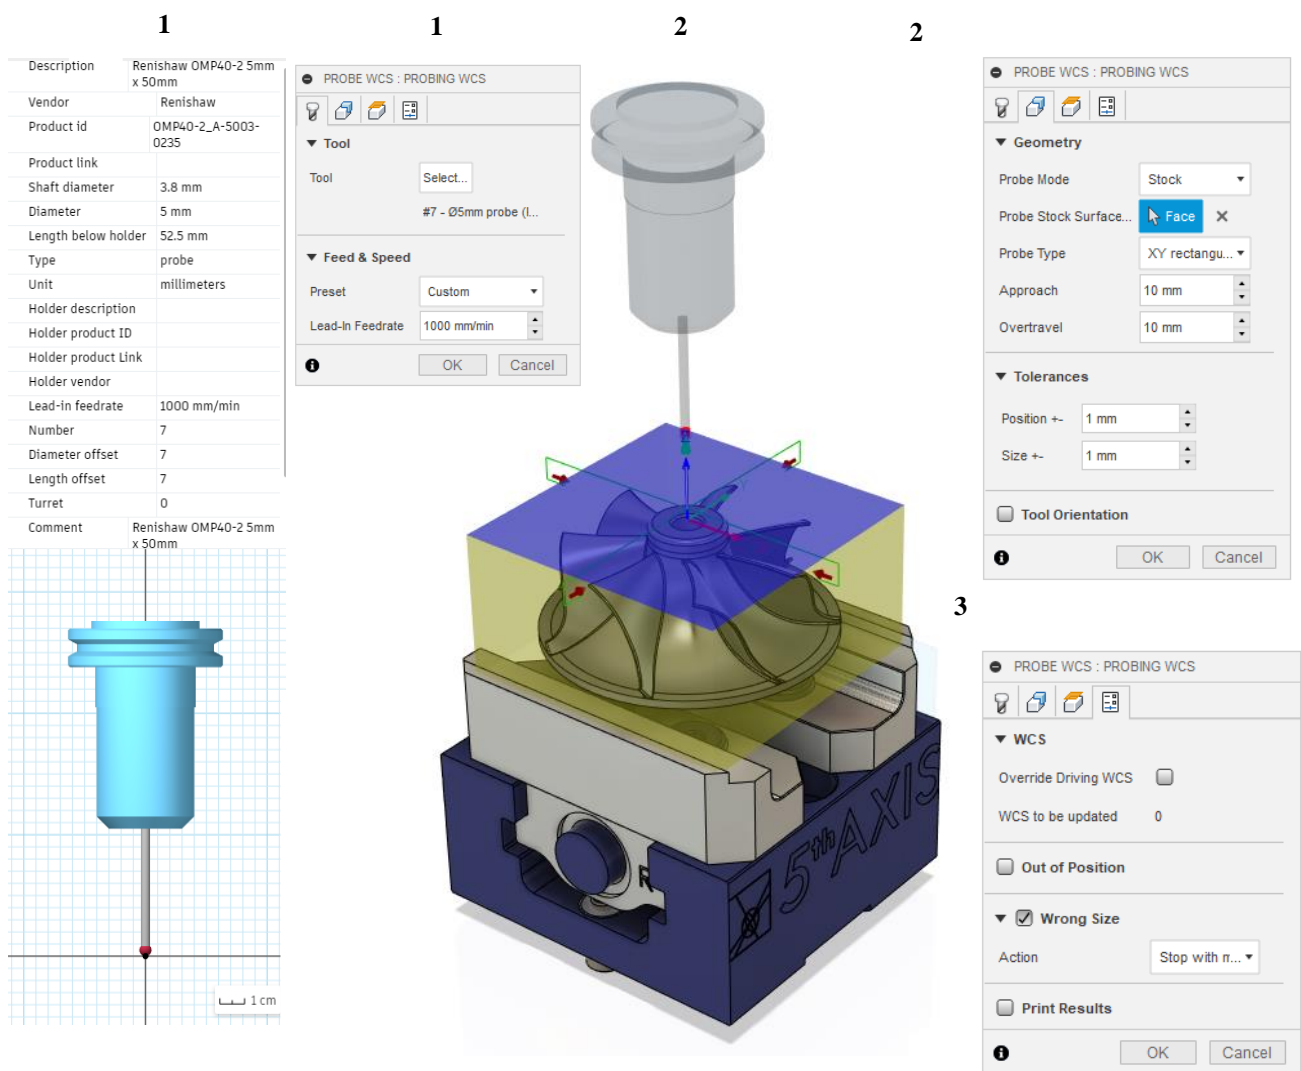 1
1
2
2
Description Renishaw OMP40-2 5mm
x 50mm
Vendor Renishaw
Product id OMP40-2_A-5003-
0235
Product link
Shaft diameter 3.8 mm
Diameter 5 mm
Length below holder 52.5 mm
Type probe
Unit millimeters
Holder description
Holder product ID
Holder product Link
Holder vendor
Lead-in feedrate 1000 mm/min
Number 7
Diameter offset 7
Length offset 7
Turret 0
Comment Renishaw OMP40-2 5mm
x 50mm
1 cm
PROBE WCS : PROBING WCS
Tool
Tool Select...
#7 - Ø5mm probe (l...
Feed & Speed
Preset Custom
Lead-In Feedrate 1000 mm/min
OK Cancel
5th AXIS
R
PROBE WCS : PROBING WCS
Geometry
Probe Mode Stock
Probe Stock Surface... Face
Probe Type XY rectangu...
Approach 10 mm
Overtravel 10 mm
Tolerances
Position +- 1 mm
Size +- 1 mm
Tool Orientation
OK Cancel
3
PROBE WCS : PROBING WCS
WCS
Override Driving WCS
WCS to be updated 0
Out of Position
Wrong Size
Action Stop with m...
Print Results
OK Cancel